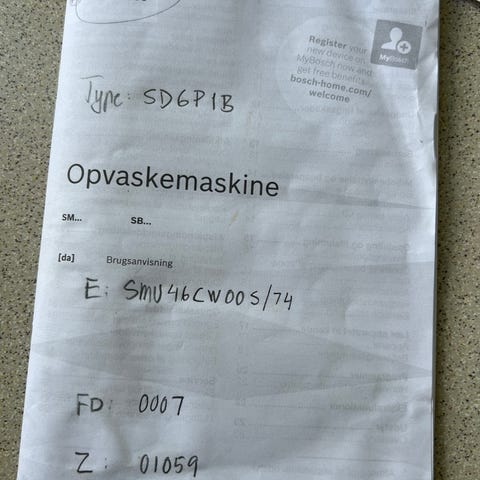 Register your
new device on
MyBosch now and
get free benefits:
bosch-home.com/
welcome
MyBosch
Type: SD6P1B
Opvaskemaskine
SM... SB...
[da] Brugsanvisning
E: SMU46CW00S/74
FD: 0007
Z: 01059